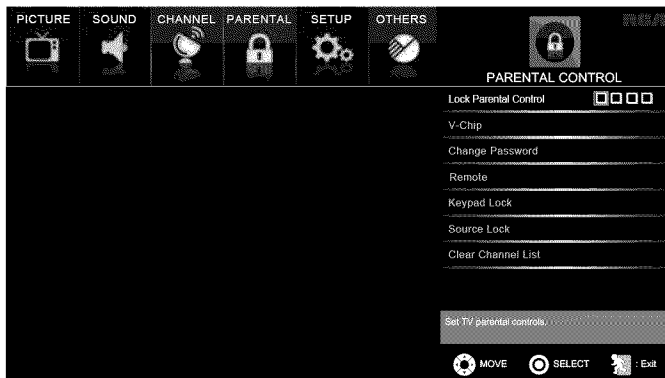 PICTURE SOUND CHANNEL PARENTAL SETUP OTHERS
RCA
PARENTAL CONTROL
Lock Parental Control
V-Chip
Change Password
Remote
Keypad Lock
Source Lock
Clear Channel List
Set TV parental controls.
MOVE SELECT : Exit